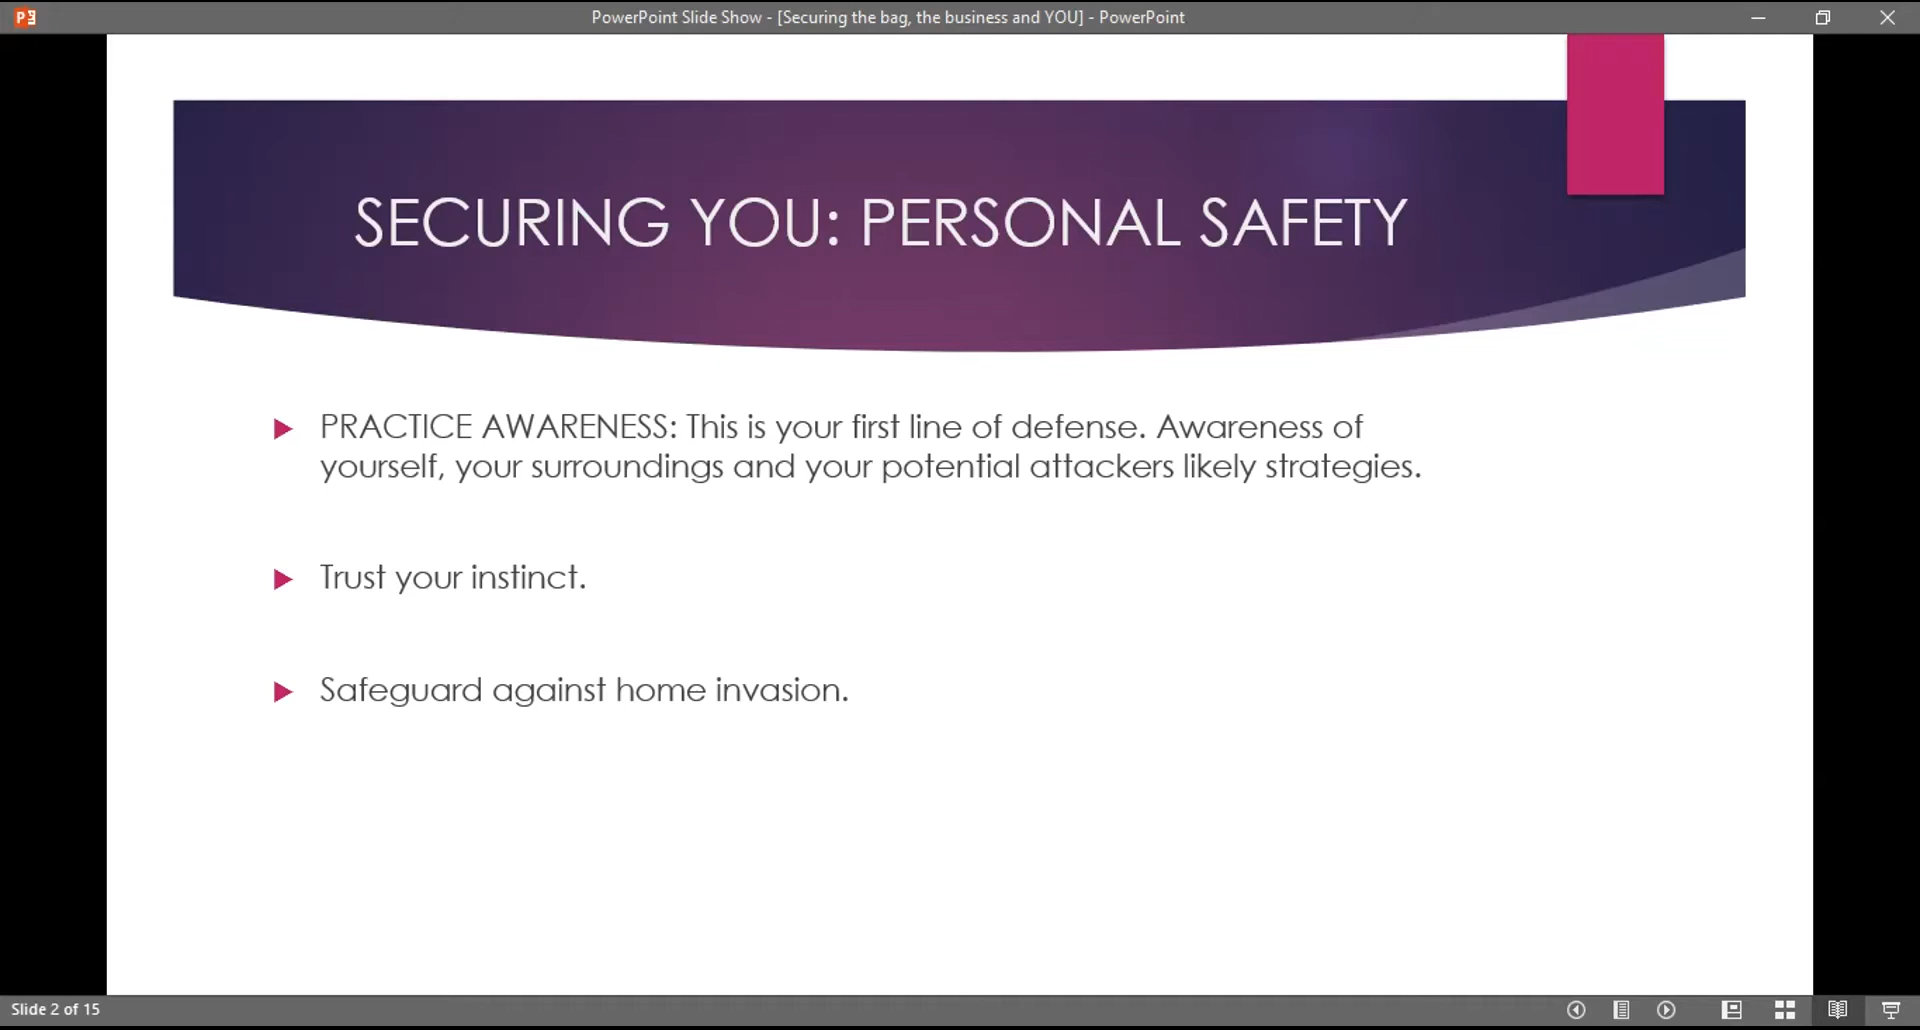 PowerPoint Slide Show - [Securing the bag, the business and YOU] - PowerPoint
SECURING YOU: PERSONAL SAFETY
PRACTICE AWARENESS: This is your first line of defense. Awareness of
yourself, your surroundings and your potential attackers likely strategies.
Trust your instinct.
Safeguard against home invasion.
Slide 2 of 15